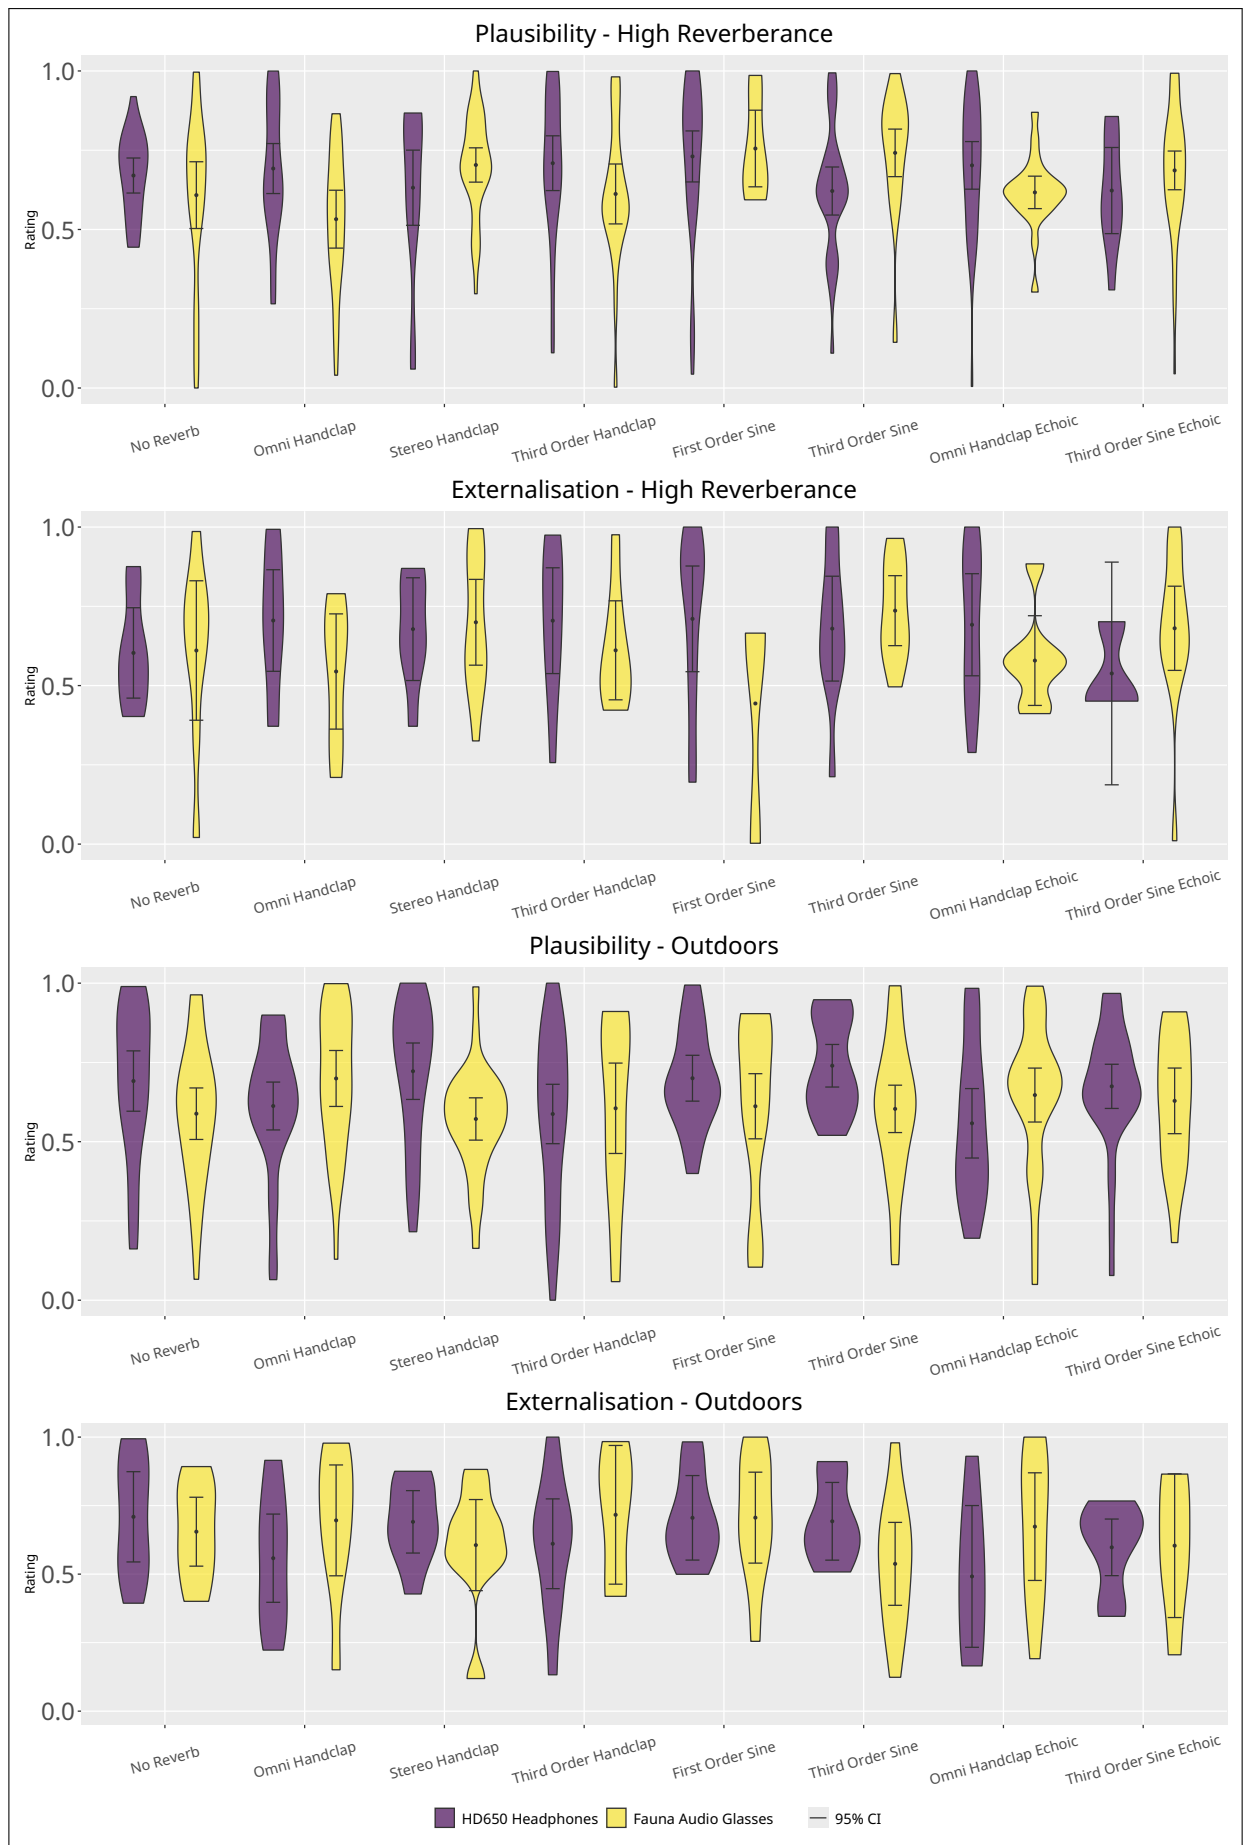 Plausibility - High Reverberance
1.0
0.5
0.0
Rating
No Reverb Omni Handclap Stereo Handclap Third Order Handclap First Order Sine Third Order Sine Omni Handclap Echoic Third Order Sine Echoic
Externalisation - High Reverberance
1.0
0.5
0.0
Rating
No Reverb Omni Handclap Stereo Handclap Third Order Handclap First Order Sine Third Order Sine Omni Handclap Echoic Third Order Sine Echoic
Plausibility - Outdoors
1.0
0.5
0.0
Rating
No Reverb Omni Handclap Stereo Handclap Third Order Handclap First Order Sine Third Order Sine Omni Handclap Echoic Third Order Sine Echoic
Externalisation - Outdoors
1.0
0.5
0.0
Rating
No Reverb Omni Handclap Stereo Handclap Third Order Handclap First Order Sine Third Order Sine Omni Handclap Echoic Third Order Sine Echoic
HD650 Headphones Fauna Audio Glasses 95% CI